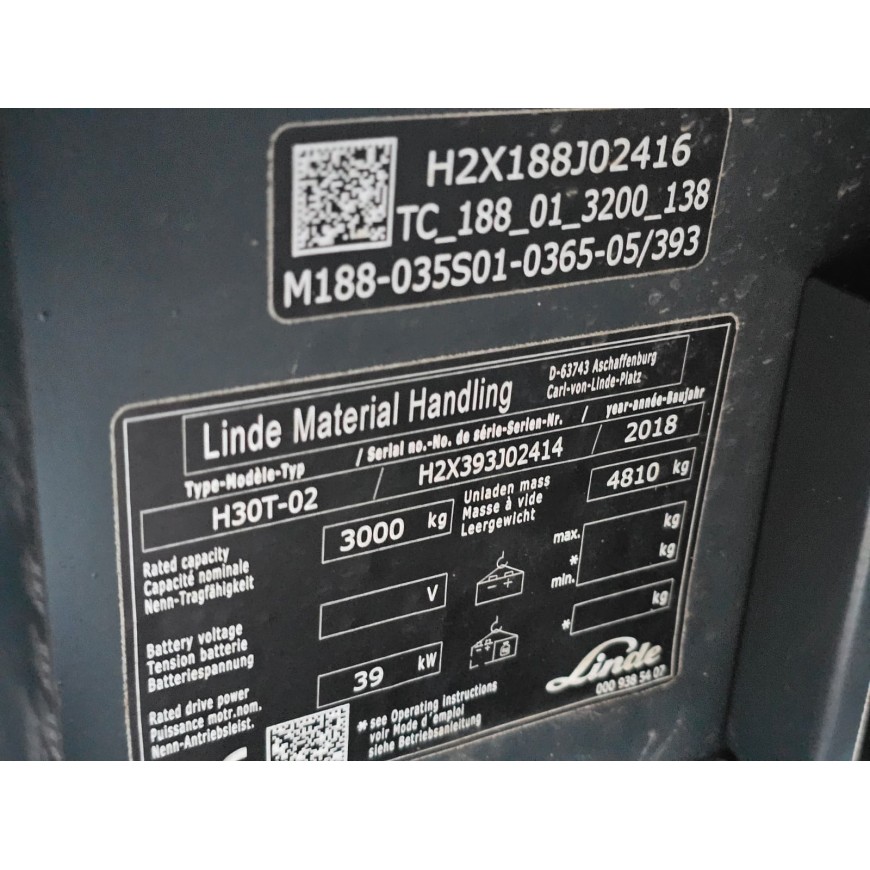 H2X188J02416
TC_188_01_3200_138
M188-035S01-0365-05/393
Linde Material Handling
D-63743 Aschaffenburg
Carl-von-Linde-Platz
Type-Modèle-Typ / Serial no.-No. de série-Serien-Nr. / year-année-Baujahr
H30T-02 / H2X393J02414 / 2018
Rated capacity
Capacité nominale
Nenn-Tragfähigkeit
3000 kg
Unladen mass
Masse à vide
Leergewicht
4810 kg
Battery voltage
Tension batterie
Batteriespannung
V
max. kg
* kg
min.
Rated drive power
Puissance motr.nom.
Nenn-Antriebsleist.
39 kW
* kg
* see Operating instructions
voir Mode d'emploi
siehe Betriebsanleitung
Linde
000 938 54 07